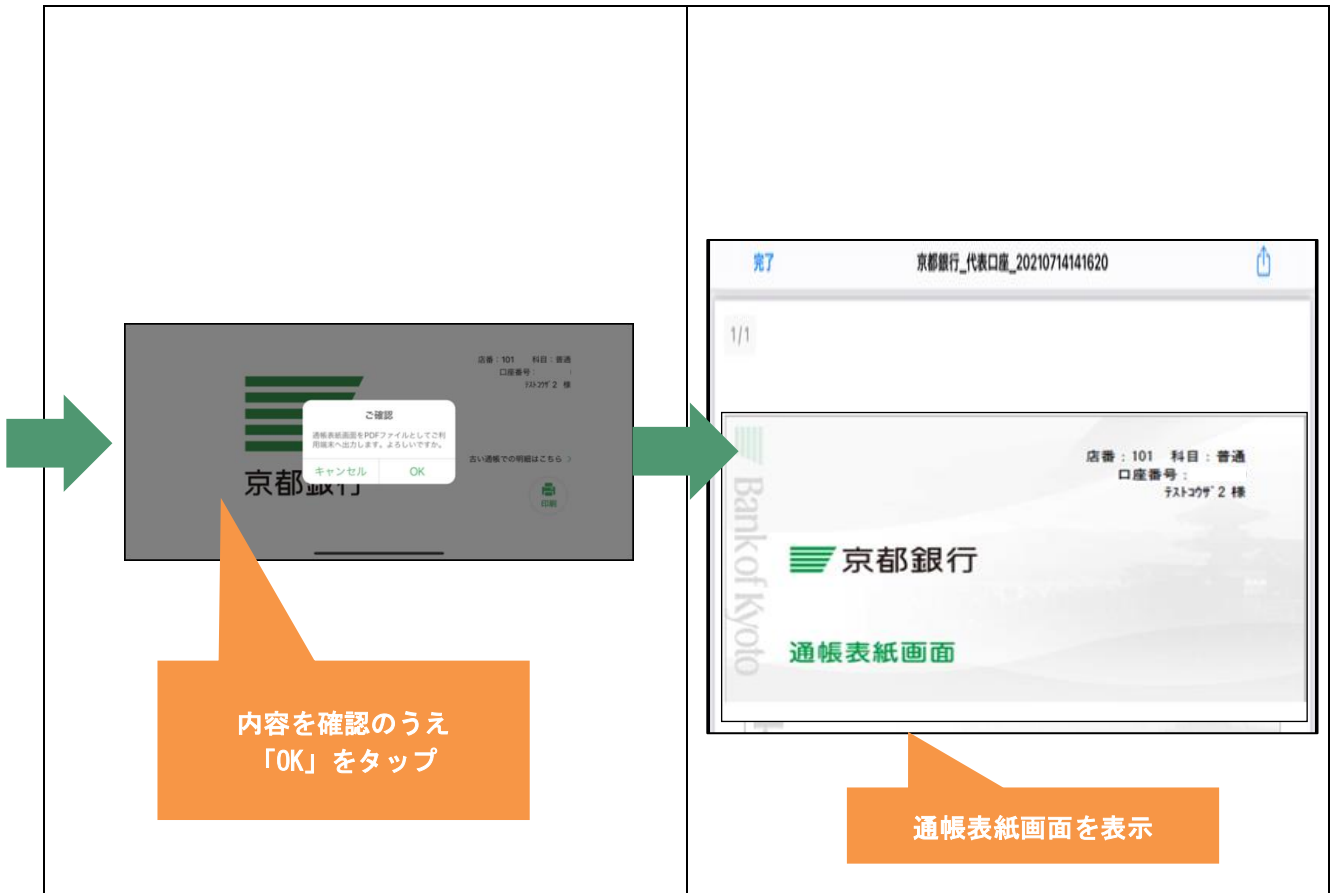 店番：101　科目：普通
口座番号：
ﾃｽﾄｺｳｻﾞ 2 様
ご確認
通帳表紙画面をPDFファイルとしてご利
用端末へ出力します。よろしいですか。
キャンセル　OK
古い通帳での明細はこちら 〉
京都銀行
印刷
内容を確認のうえ
「OK」をタップ
完了　京都銀行_代表口座_20210714141620
1/1
Bank of Kyoto
店番：101　科目：普通
口座番号：
ﾃｽﾄｺｳｻﾞ 2 様
京都銀行
通帳表紙画面
通帳表紙画面を表示